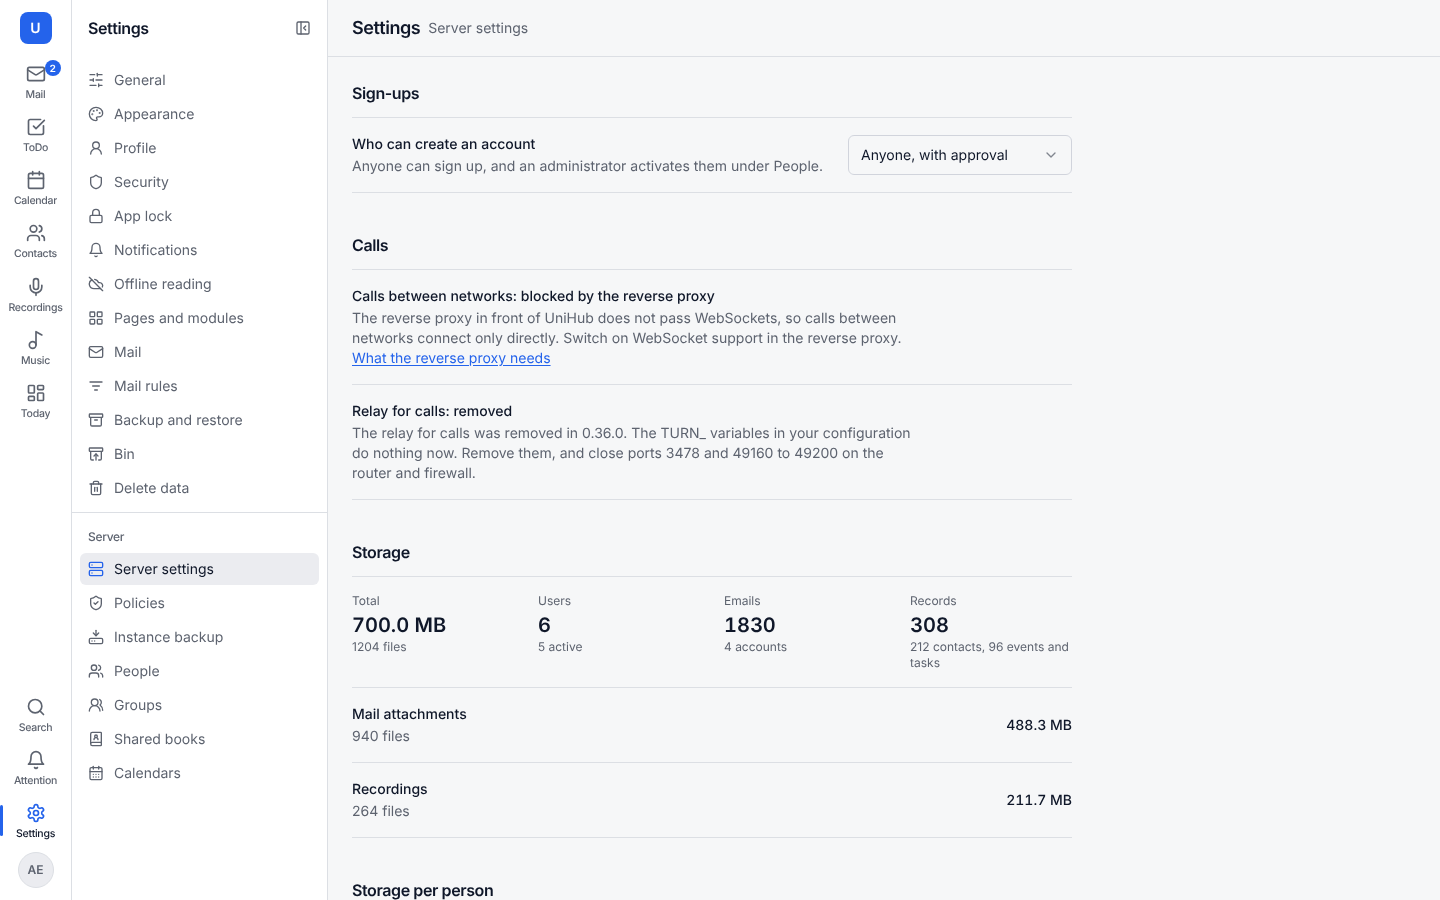 U
2
Mail
ToDo
Calendar
Contacts
Recordings
Music
Today
Search
Attention
Settings
AE
Settings
General
Appearance
Profile
Security
App lock
Notifications
Offline reading
Pages and modules
Mail
Mail rules
Backup and restore
Bin
Delete data
Server
Server settings
Policies
Instance backup
People
Groups
Shared books
Calendars
Settings Server settings
Sign-ups
Who can create an account
Anyone can sign up, and an administrator activates them under People.
Anyone, with approval
Calls
Calls between networks: blocked by the reverse proxy
The reverse proxy in front of UniHub does not pass WebSockets, so calls between
networks connect only directly. Switch on WebSocket support in the reverse proxy.
What the reverse proxy needs
Relay for calls: removed
The relay for calls was removed in 0.36.0. The TURN_ variables in your configuration
do nothing now. Remove them, and close ports 3478 and 49160 to 49200 on the
router and firewall.
Storage
Total
700.0 MB
1204 files
Users
6
5 active
Emails
1830
4 accounts
Records
308
212 contacts, 96 events and
tasks
Mail attachments
940 files
488.3 MB
Recordings
264 files
211.7 MB
Storage per person